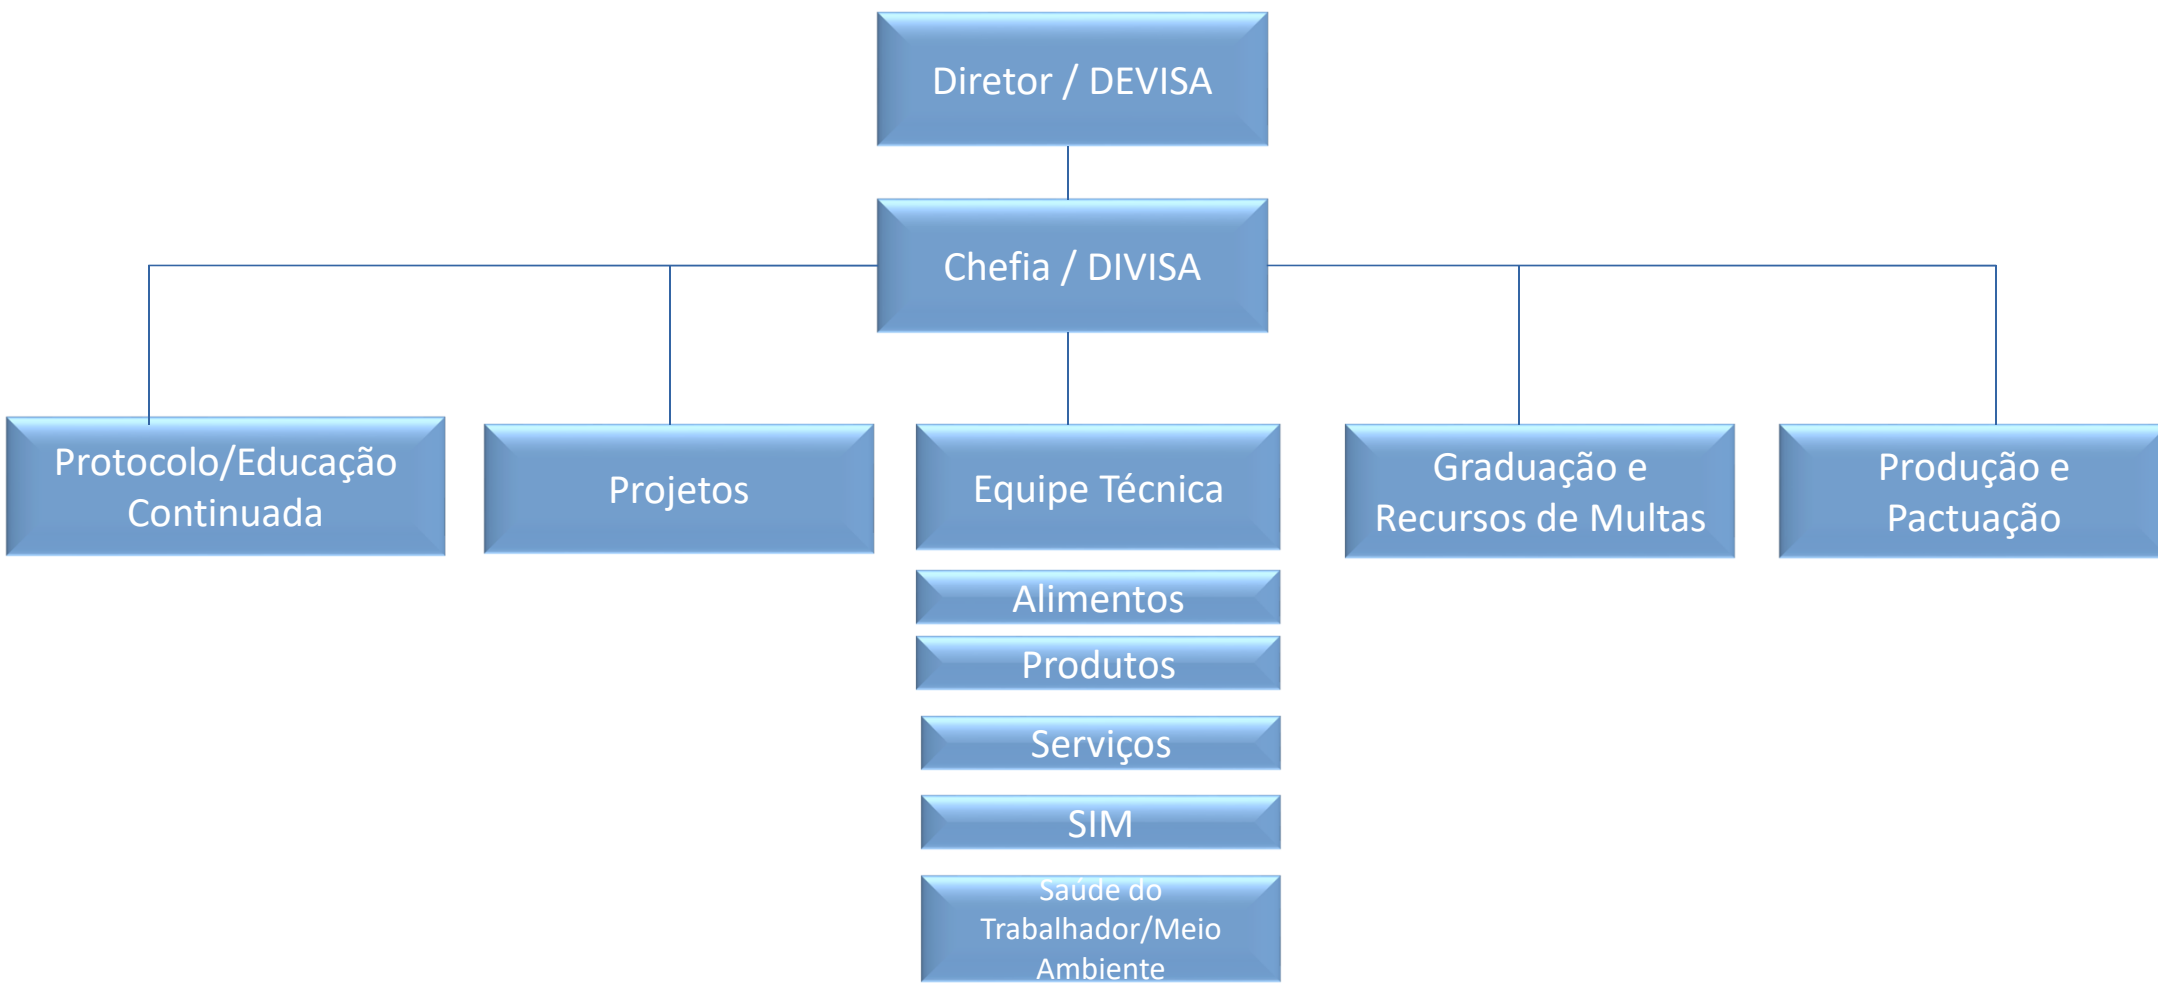 Diretor / DEVISA
Chefia / DIVISA
Protocolo/Educação
Continuada
Projetos
Equipe Técnica
Graduação e
Recursos de Multas
Produção e
Pactuação
Alimentos
Produtos
Serviços
SIM
Saúde do
Trabalhador/Meio
Ambiente